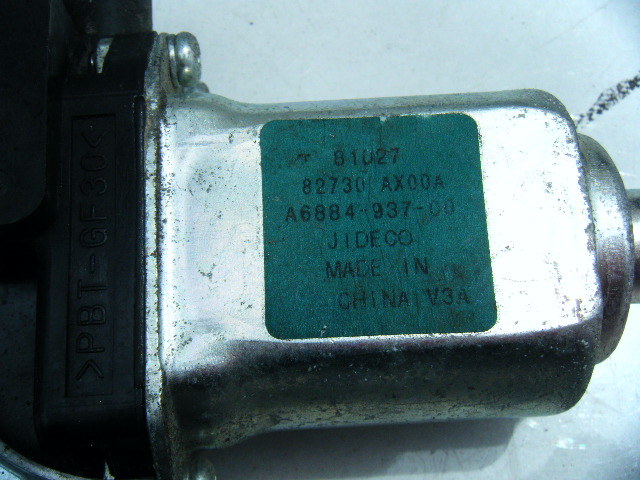 81U27
82730 AX00A
A6884-937-00
JIDECO
MADE IN
CHINA V3A
>PBT-GF30<